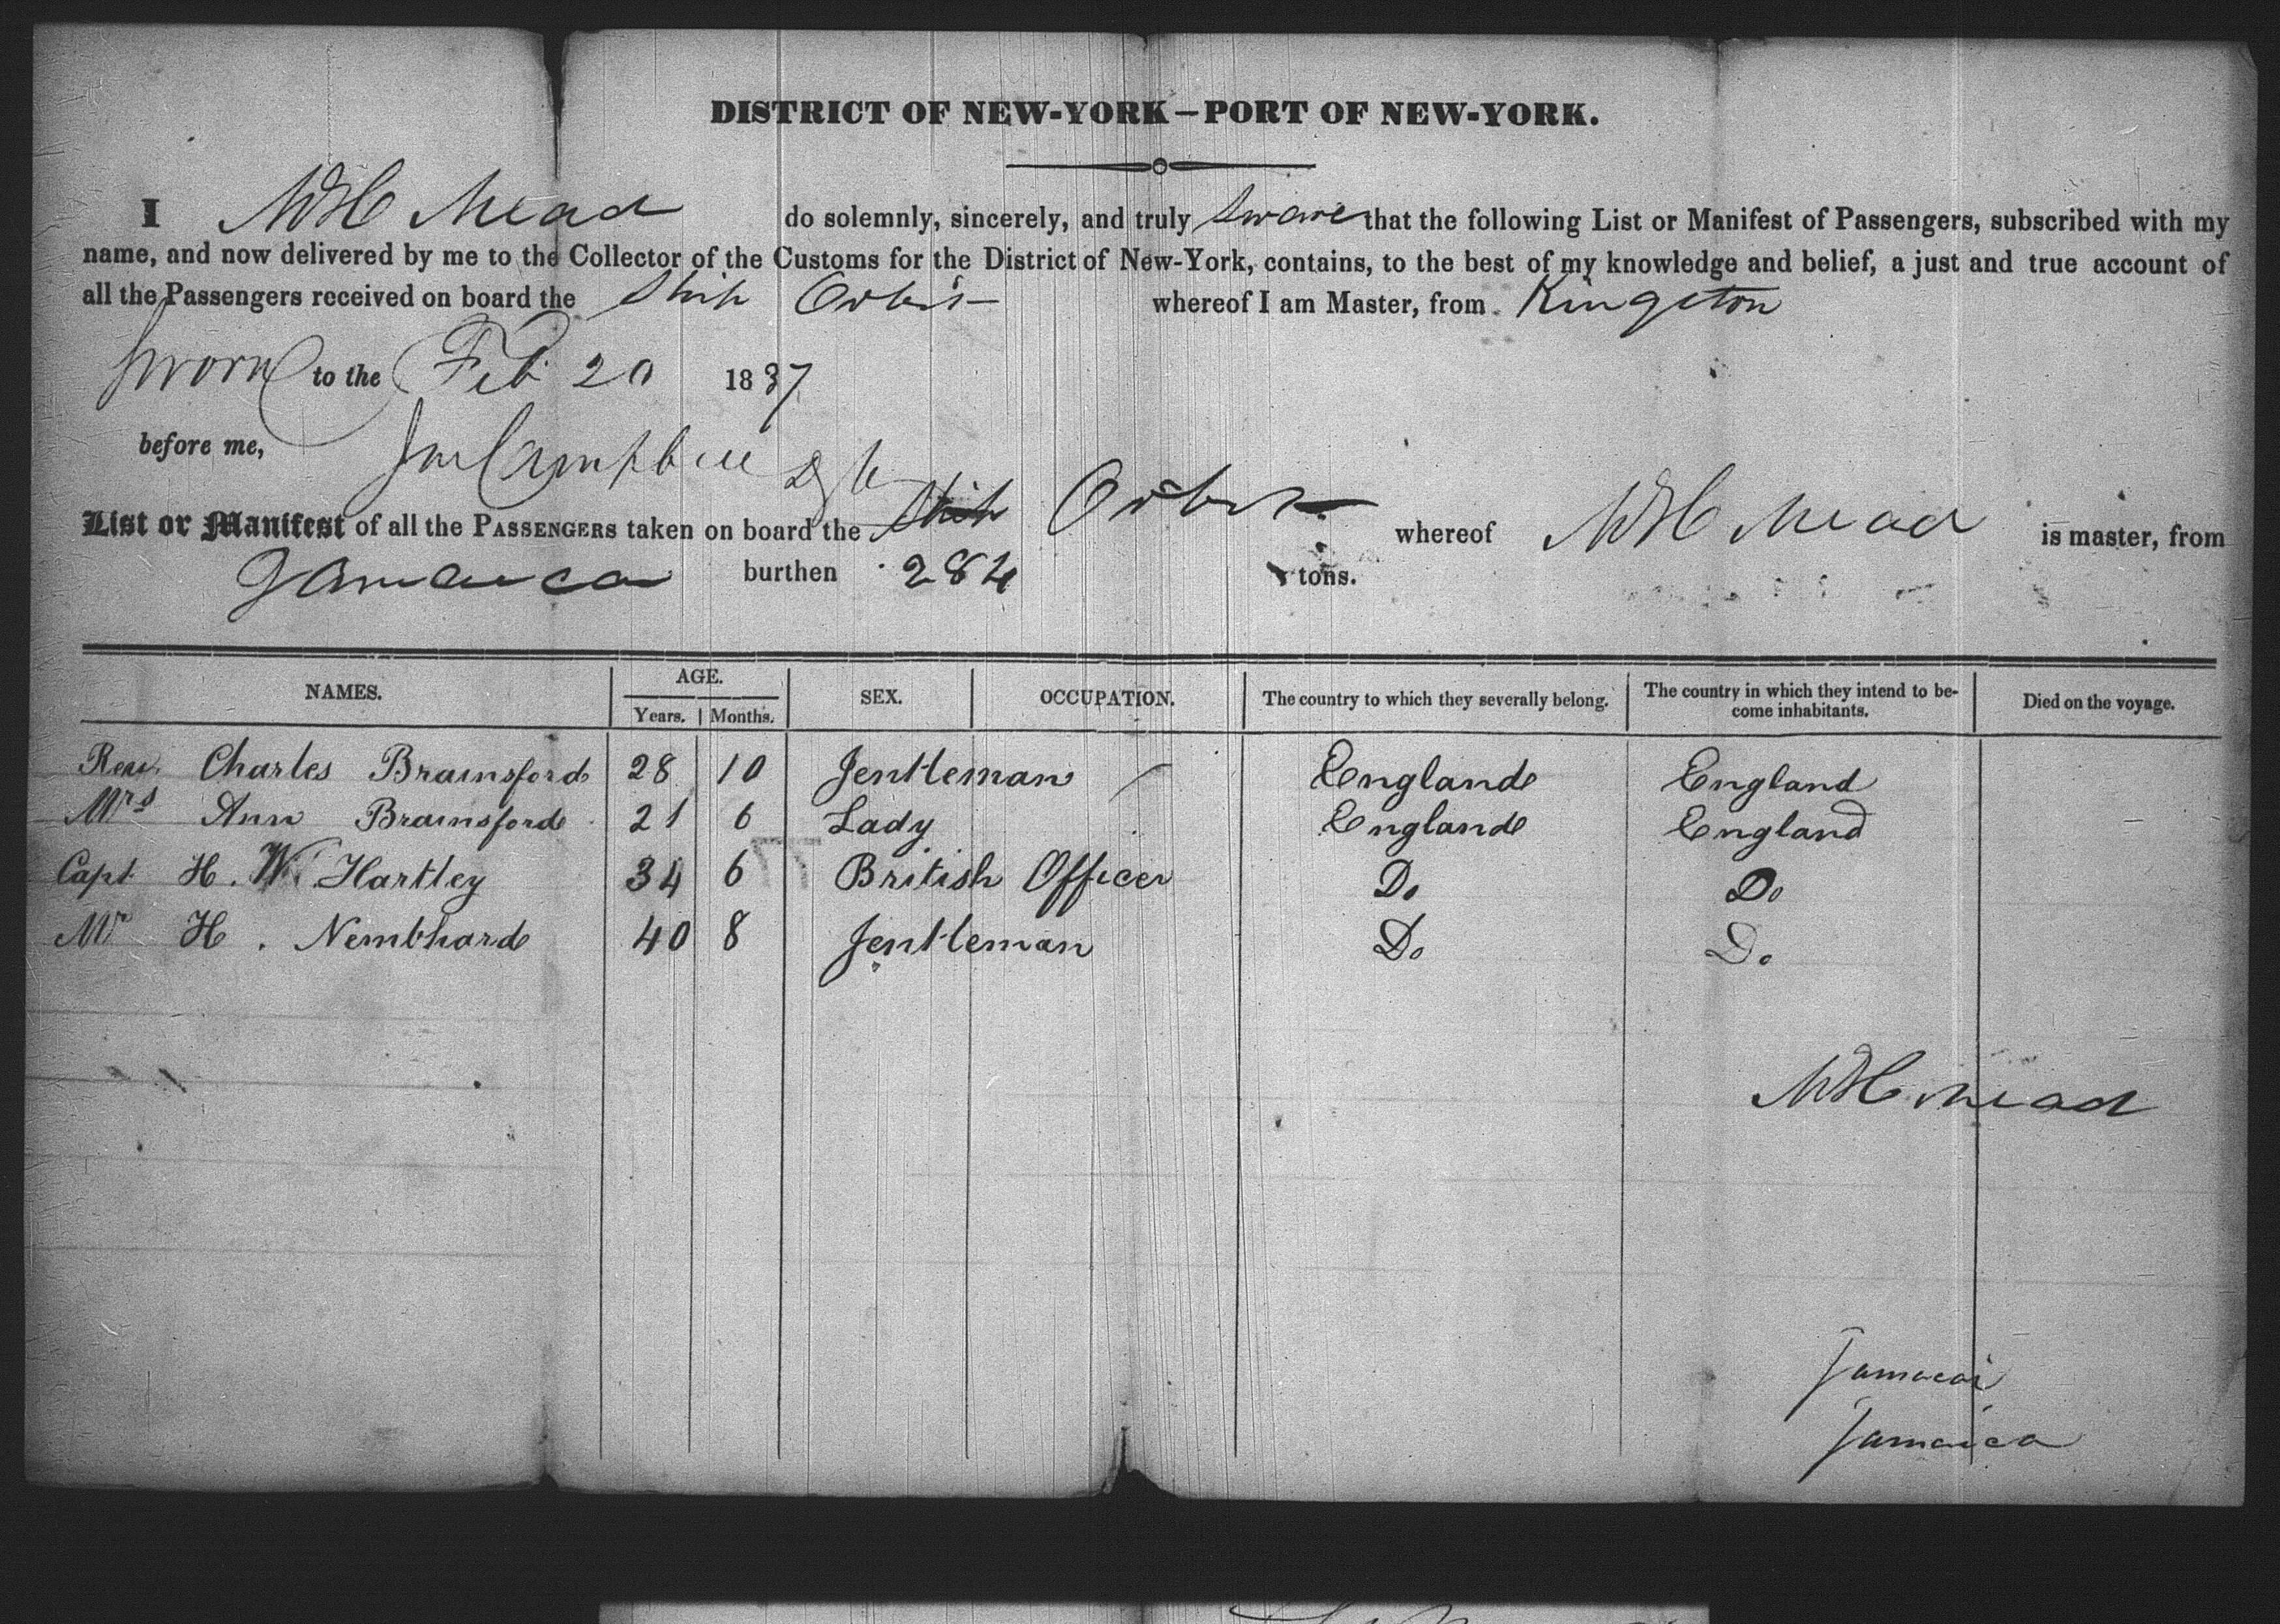 DISTRICT OF NEW-YORK—PORT OF NEW-YORK.
I W H Mead do solemnly, sincerely, and truly sware that the following List or Manifest of Passengers, subscribed with my
name, and now delivered by me to the Collector of the Customs for the District of New-York, contains, to the best of my knowledge and belief, a just and true account of
all the Passengers received on board the Ship Orbit whereof I am Master, from Kingston
Sworn to the Feb 20 1837
before me, Campbell
List or Manifest of all the PASSENGERS taken on board the Ship Orbit whereof W H Mead is master, from
Jamaica burthen 284 tons.
NAMES. AGE. SEX. OCCUPATION. The country to which they severally belong. The country in which they intend to be-
come inhabitants. Died on the voyage.
Years. Months.
Rev. Charles Brainsford 28 10 Jentleman England England
Mrs Ann Brainsford 21 6 Lady England England
Capt H. W. Hartley 34 6 British Officer Do Do
Mr H. Nembhard 40 8 Jentleman Do Do
W H Mead
Jamacai
Jamaica